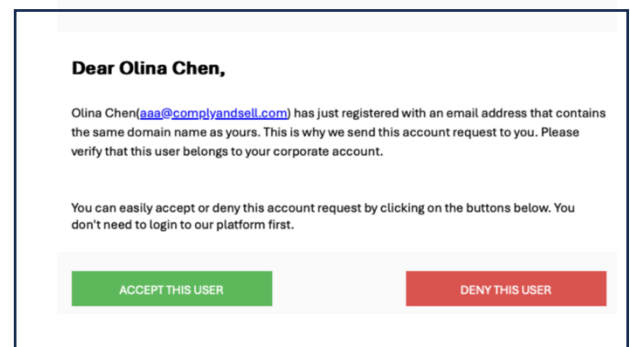 Dear Olina Chen,
Olina Chen(aaa@complyandsell.com) has just registered with an email address that contains
the same domain name as yours. This is why we send this account request to you. Please
verify that this user belongs to your corporate account.
You can easily accept or deny this account request by clicking on the buttons below. You
don't need to login to our platform first.
ACCEPT THIS USER
DENY THIS USER